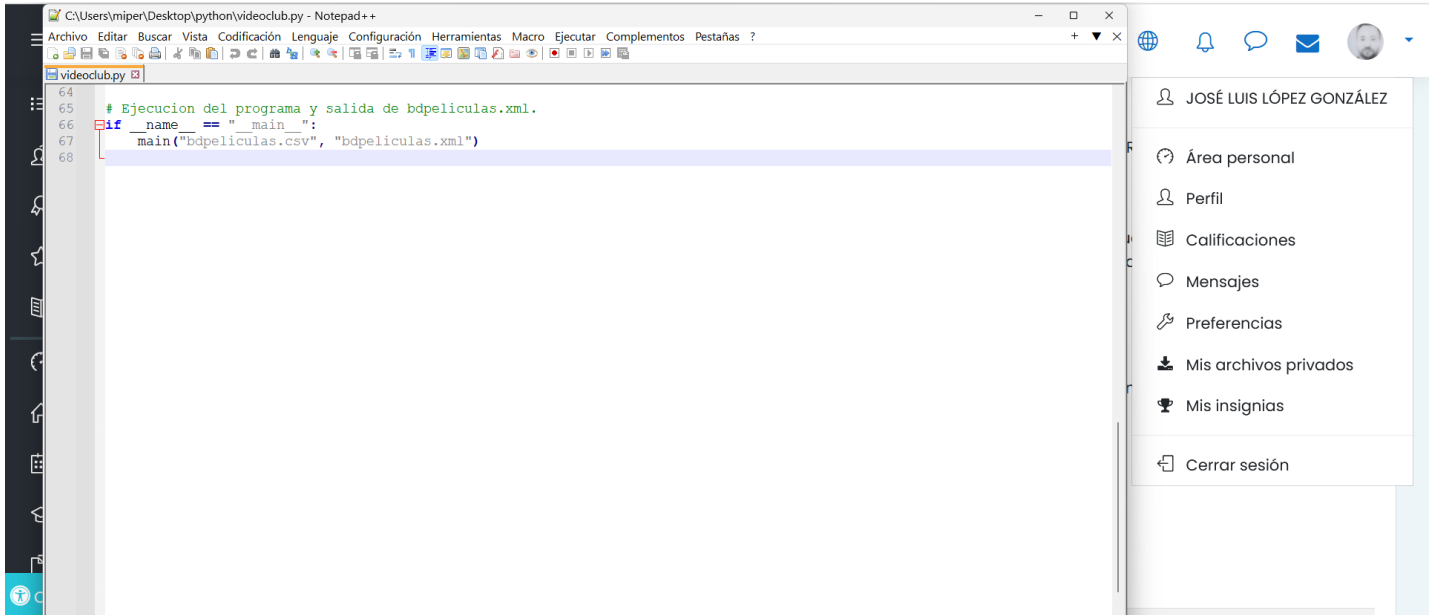 C:\Users\miper\Desktop\python\videoclub.py - Notepad++
Archivo Editar Buscar Vista Codificación Lenguaje Configuración Herramientas Macro Ejecutar Complementos Pestañas ?
videoclub.py
64
65 # Ejecucion del programa y salida de bdpeliculas.xml.
66 if __name__ == "__main__":
67 main("bdpeliculas.csv", "bdpeliculas.xml")
68
JOSÉ LUIS LÓPEZ GONZÁLEZ
Área personal
Perfil
Calificaciones
Mensajes
Preferencias
Mis archivos privados
Mis insignias
Cerrar sesión